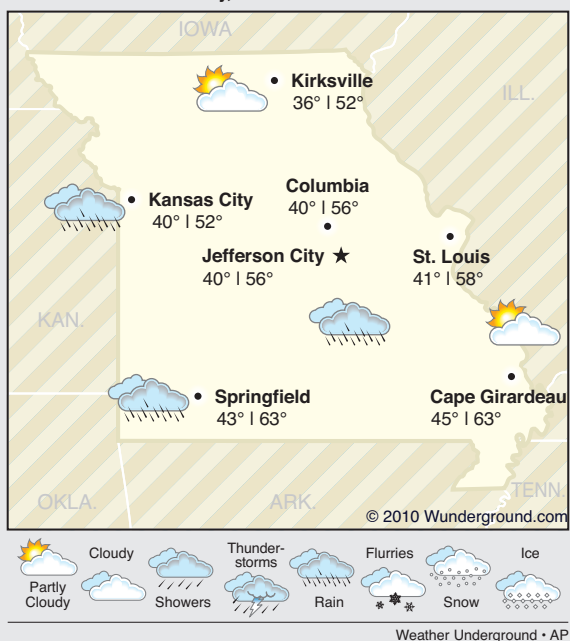 IOWA
Kirksville
36° | 52°
ILL.
Kansas City
40° | 52°
Columbia
40° | 56°
Jefferson City ★
40° | 56°
St. Louis
41° | 58°
KAN.
Springfield
43° | 63°
Cape Girardeau
45° | 63°
OKLA.
ARK.
TENN.
© 2010 Wunderground.com
Partly
Cloudy
Cloudy
Showers
Thunder-
storms
Rain
Flurries
Snow
Ice
Weather Underground • AP